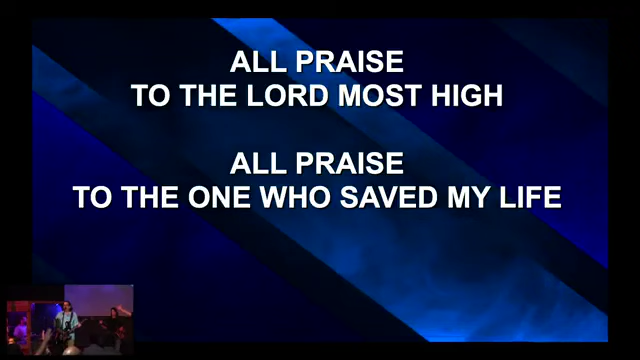 ALL PRAISE
TO THE LORD MOST HIGH
ALL PRAISE
TO THE ONE WHO SAVED MY LIFE